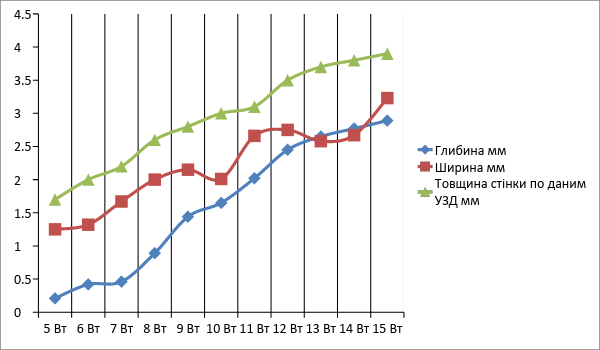 4.5
4
3.5
3
2.5
2
1.5
1
0.5
0
5 Вт 6 Вт 7 Вт 8 Вт 9 Вт 10 Вт 11 Вт 12 Вт 13 Вт 14 Вт 15 Вт
Глибина мм
Ширина мм
Товщина стінки по даним
УЗД мм